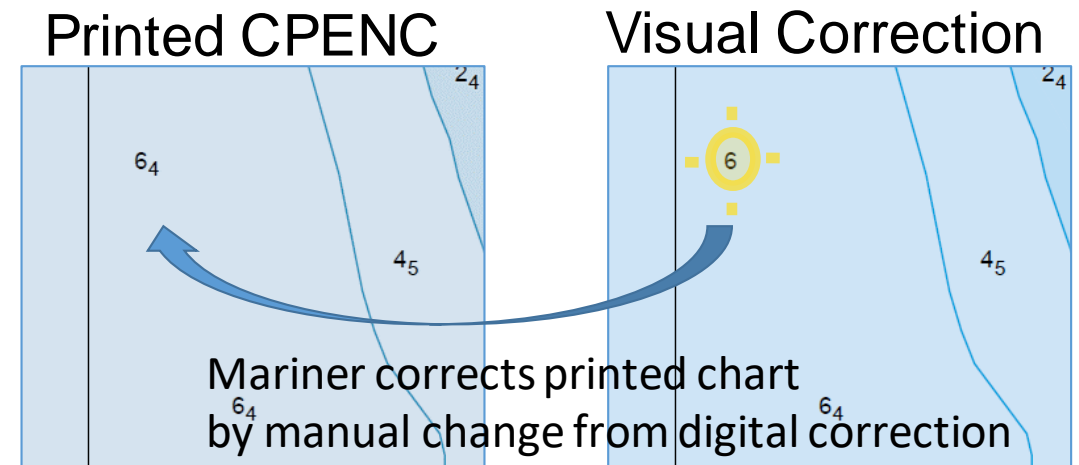 Printed CPENC
Visual Correction
2₄
2₄
6₄
6
4₅
4₅
Mariner corrects printed chart
6₄
6₄
by manual change from digital correction